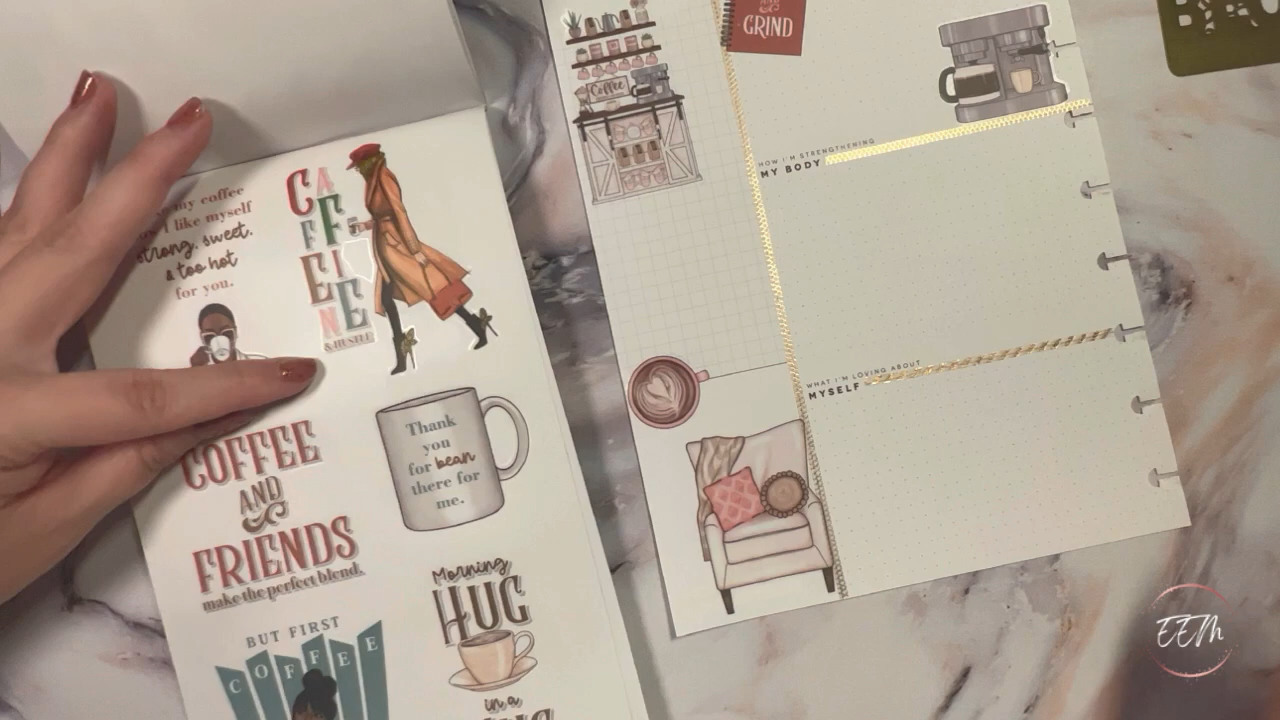 my coffee
I like myself
strong, sweet,
& too hot
for you.
CAFFEINE
& HUSTLE
COFFEE
AND
FRIENDS
make the perfect blend.
Thank
you
for bean
there for
me.
Morning
HUG
in a
BUT FIRST
COFFEE
Coffee
AND
GRIND
HOW I'M STRENGTHENING
MY BODY
WHAT I'M LOVING ABOUT
MYSELF
EEM